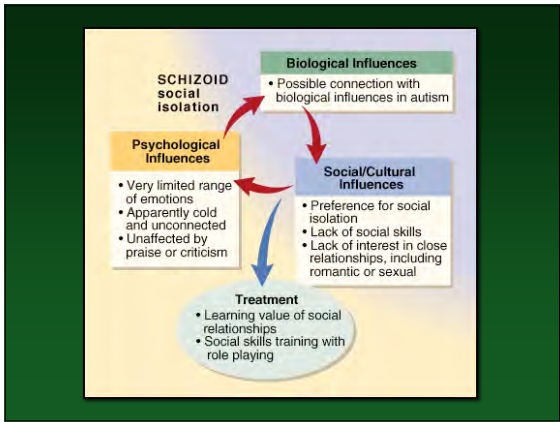 SCHIZOID
social
isolation
Biological Influences
• Possible connection with
biological influences in autism
Psychological
Influences
• Very limited range
of emotions
• Apparently cold
and unconnected
• Unaffected by
praise or criticism
Social/Cultural
Influences
• Preference for social
isolation
• Lack of social skills
• Lack of interest in close
relationships, including
romantic or sexual
Treatment
• Learning value of social
relationships
• Social skills training with
role playing